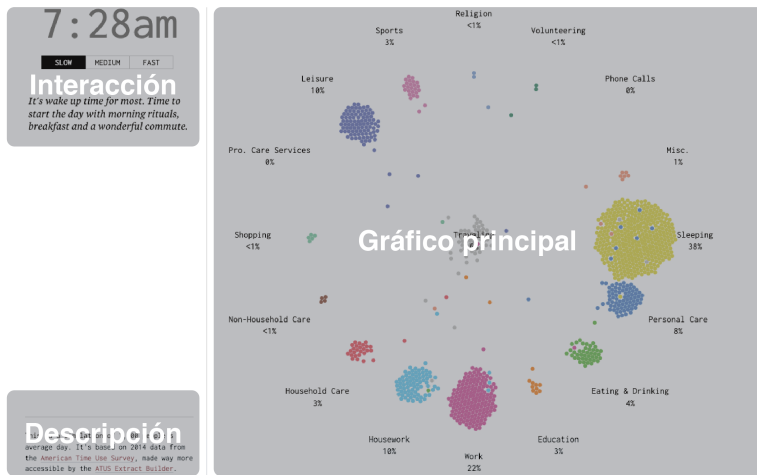 7:28am
SLOW MEDIUM FAST
Interacción
It's wake up time for most. Time to
start the day with morning rituals,
breakfast and a wonderful commute.
Descripción
average day. It's based on 2014 data from
the American Time Use Survey, made way more
accessible by the ATUS Extract Builder.
Gráfico principal
Religion
<1%
Sports
3%
Volunteering
<1%
Leisure
10%
Phone Calls
0%
Pro. Care Services
0%
Misc.
1%
Shopping
<1%
Sleeping
38%
Non-Household Care
<1%
Personal Care
8%
Household Care
3%
Eating & Drinking
4%
Housework
10%
Education
3%
Work
22%